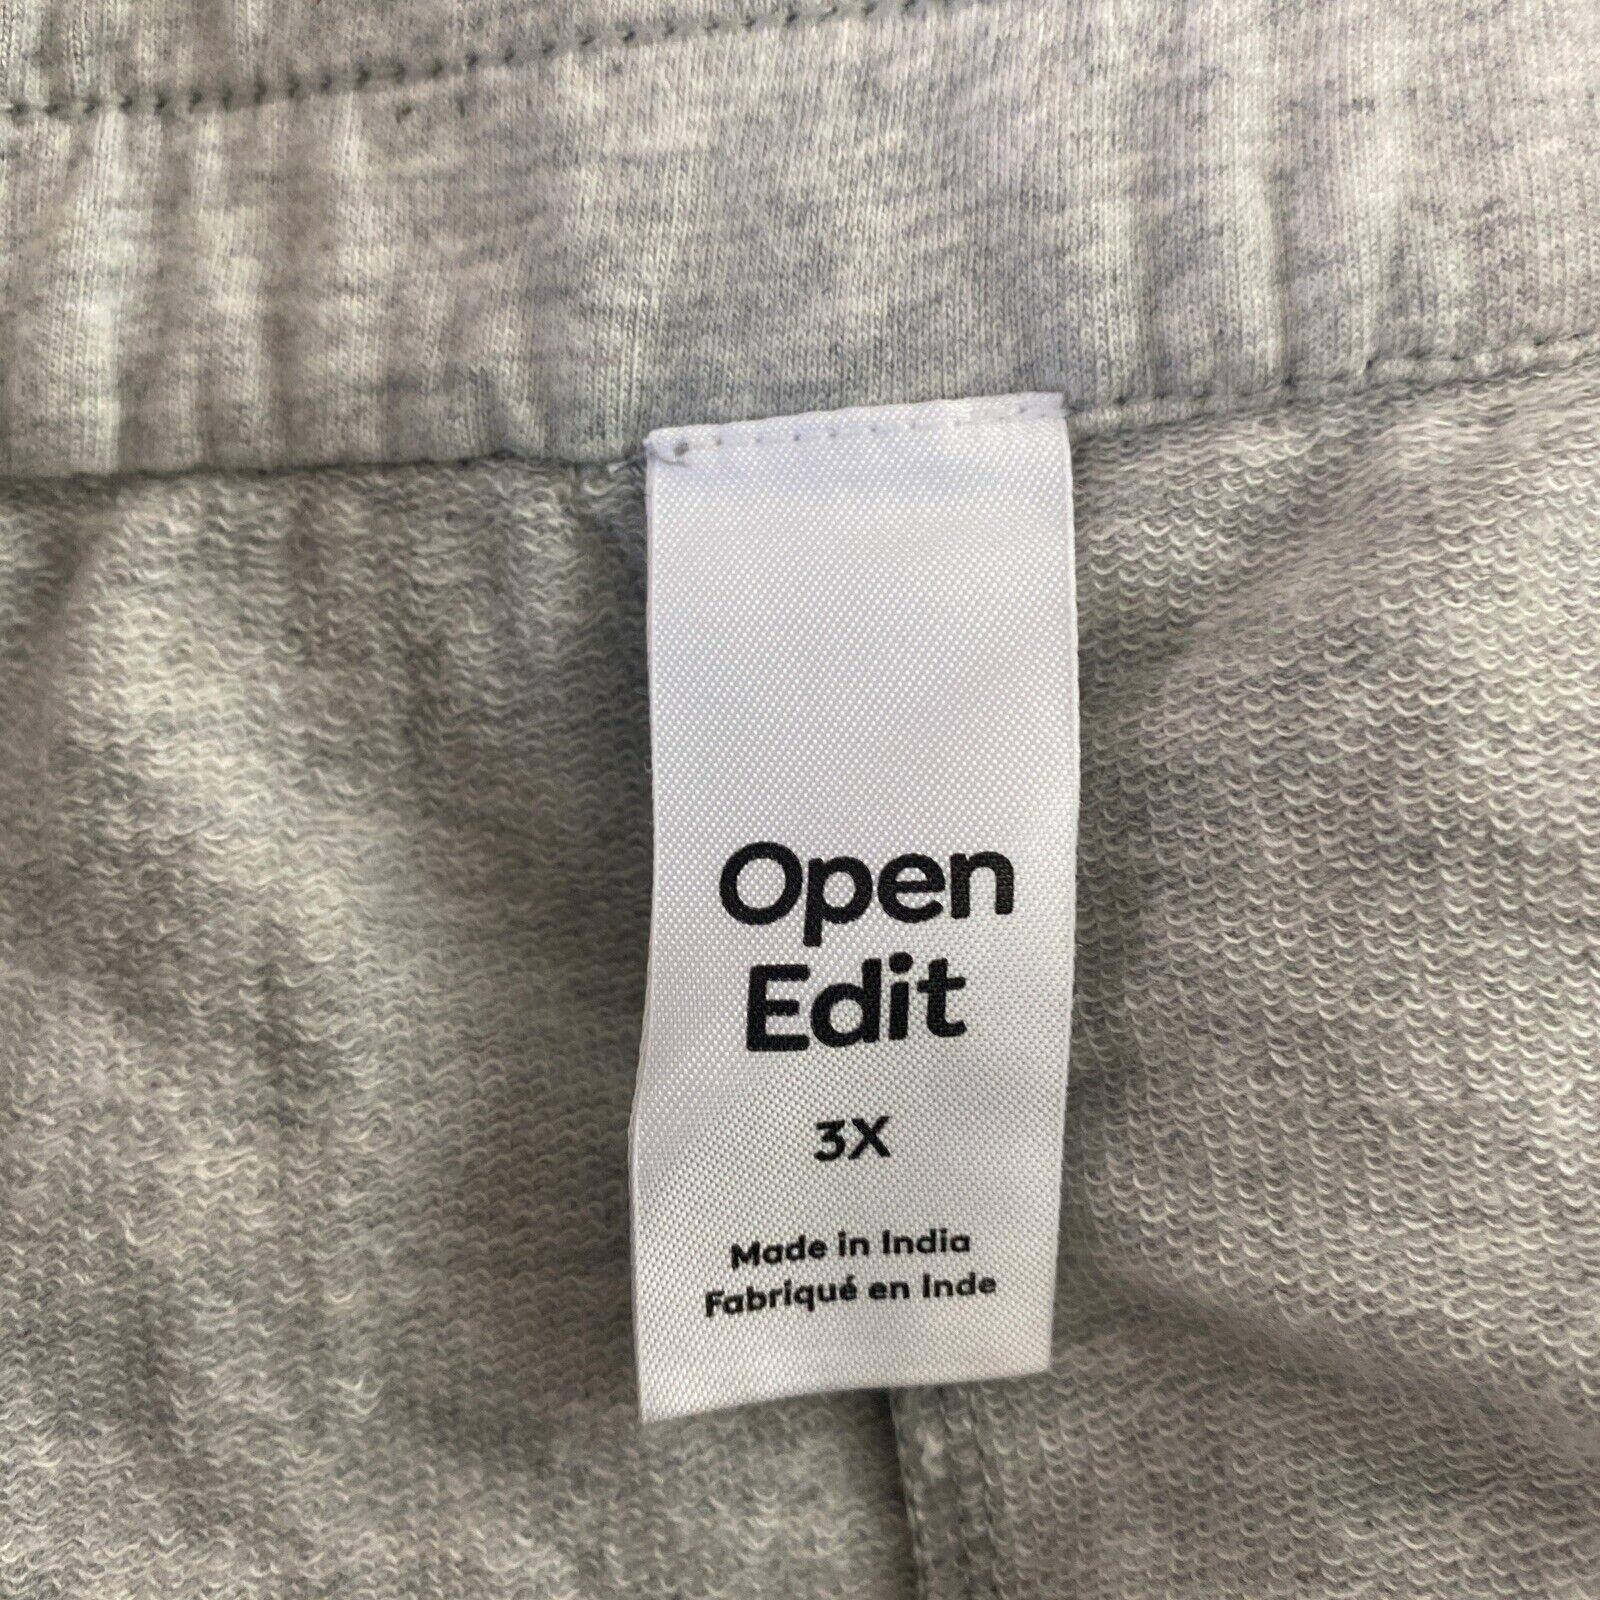 Open
Edit
3X
Made in India
Fabriqué en Inde